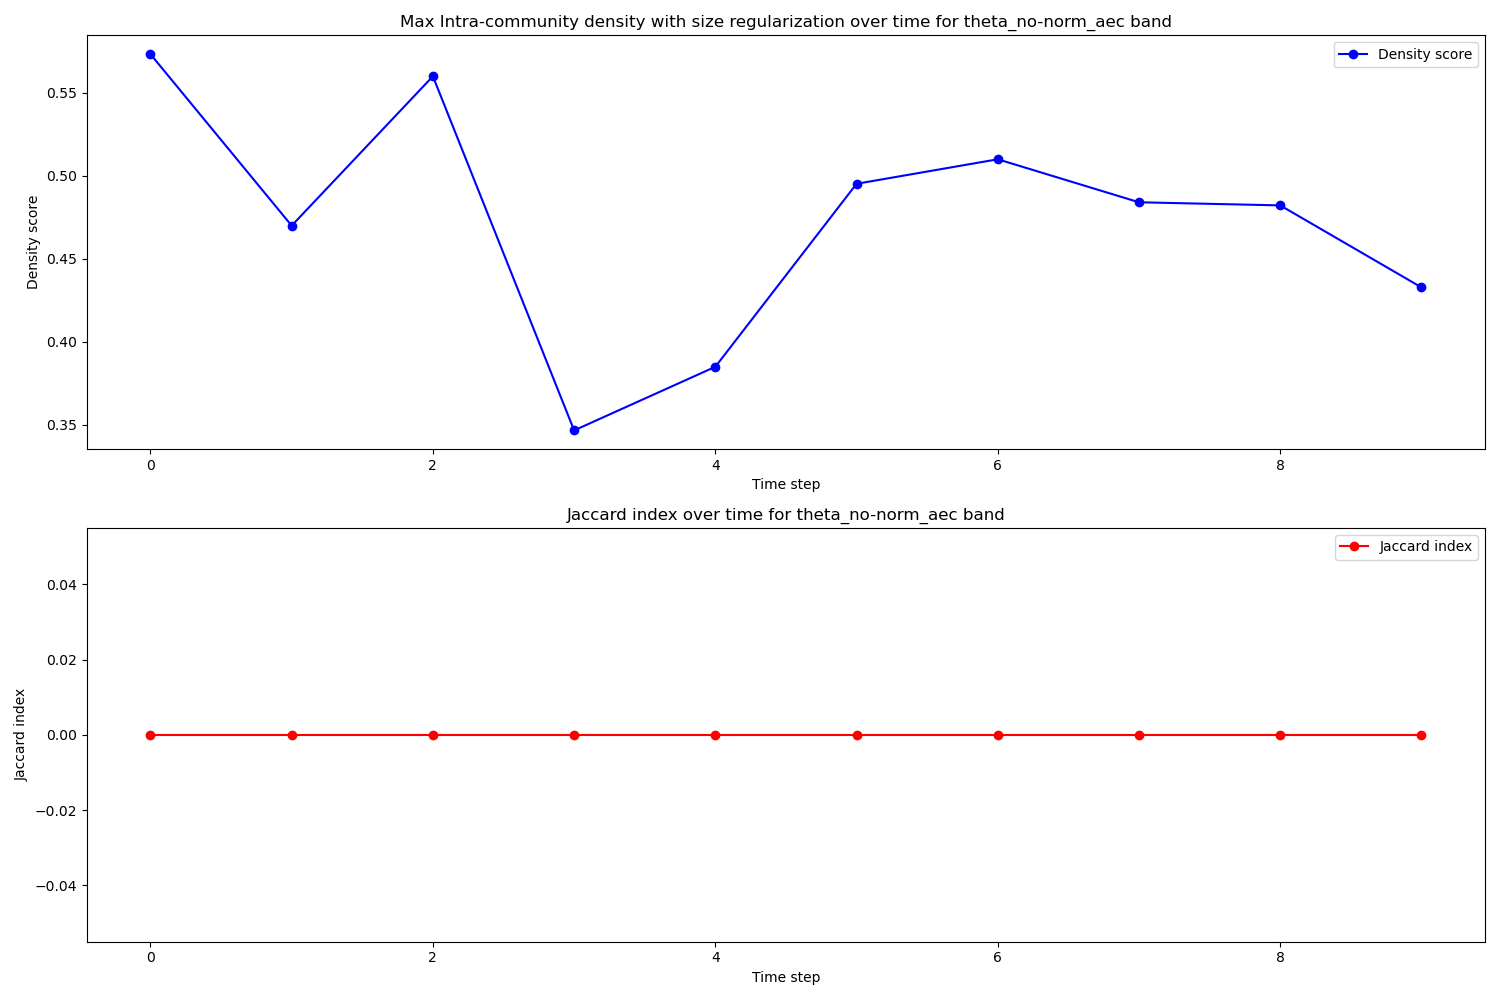 Max Intra-community density with size regularization over time for theta_no-norm_aec band
Density score
0.55
0.50
0.45
0.40
0.35
Density score
0 2 4 6 8
Time step
Jaccard index over time for theta_no-norm_aec band
Jaccard index
0.04
0.02
0.00
−0.02
−0.04
Jaccard index
0 2 4 6 8
Time step